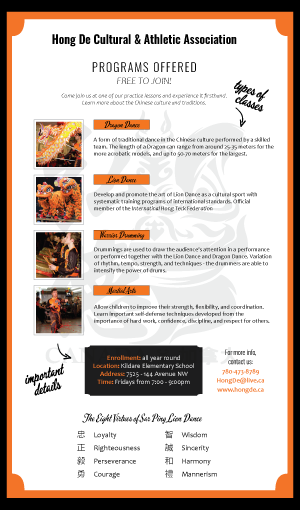 Hong De Cultural & Athletic Association
PROGRAMS OFFERED
FREE TO JOIN!
Come join us at one of our practice lessons and experience it firsthand.
Learn more about the Chinese culture and traditions.
types of
classes
Dragon Dance
A form of traditional dance in the Chinese culture performed by a skilled
team. The length of a Dragon can range from around 25-35 meters for the
more acrobatic models, and up to 50-70 meters for the largest.
Lion Dance
Develop and promote the art of Lion Dance as a cultural sport with
systematic training programs of international standards. Official
member of the International Hong Teck Federation
Warrior Drumming
Drummings are used to draw the audience's attention in a performance
or performed together with the Lion Dance and Dragon Dance. Variation
of rhythm, tempo, strength, and techniques - the drummers are able to
intensify the power of drums.
Martial Arts
Allow children to improve their strength, flexibility, and coordination.
Learn important self-defense techniques developed from the
importance of hard work, confidence, discipline, and respect for others.
important
details
Enrollment: all year round
Location: Kildare Elementary School
Address: 7525 - 144 Avenue NW
Time: Fridays from 7:00 - 9:00pm
For more info,
contact us:
780-473-8789
HongDe@live.ca
www.hongde.ca
The Eight Virtues of Sar Ping Lion Dance
忠 Loyalty 智 Wisdom
正 Righteousness 誠 Sincerity
毅 Perseverance 和 Harmony
勇 Courage 禮 Mannerism